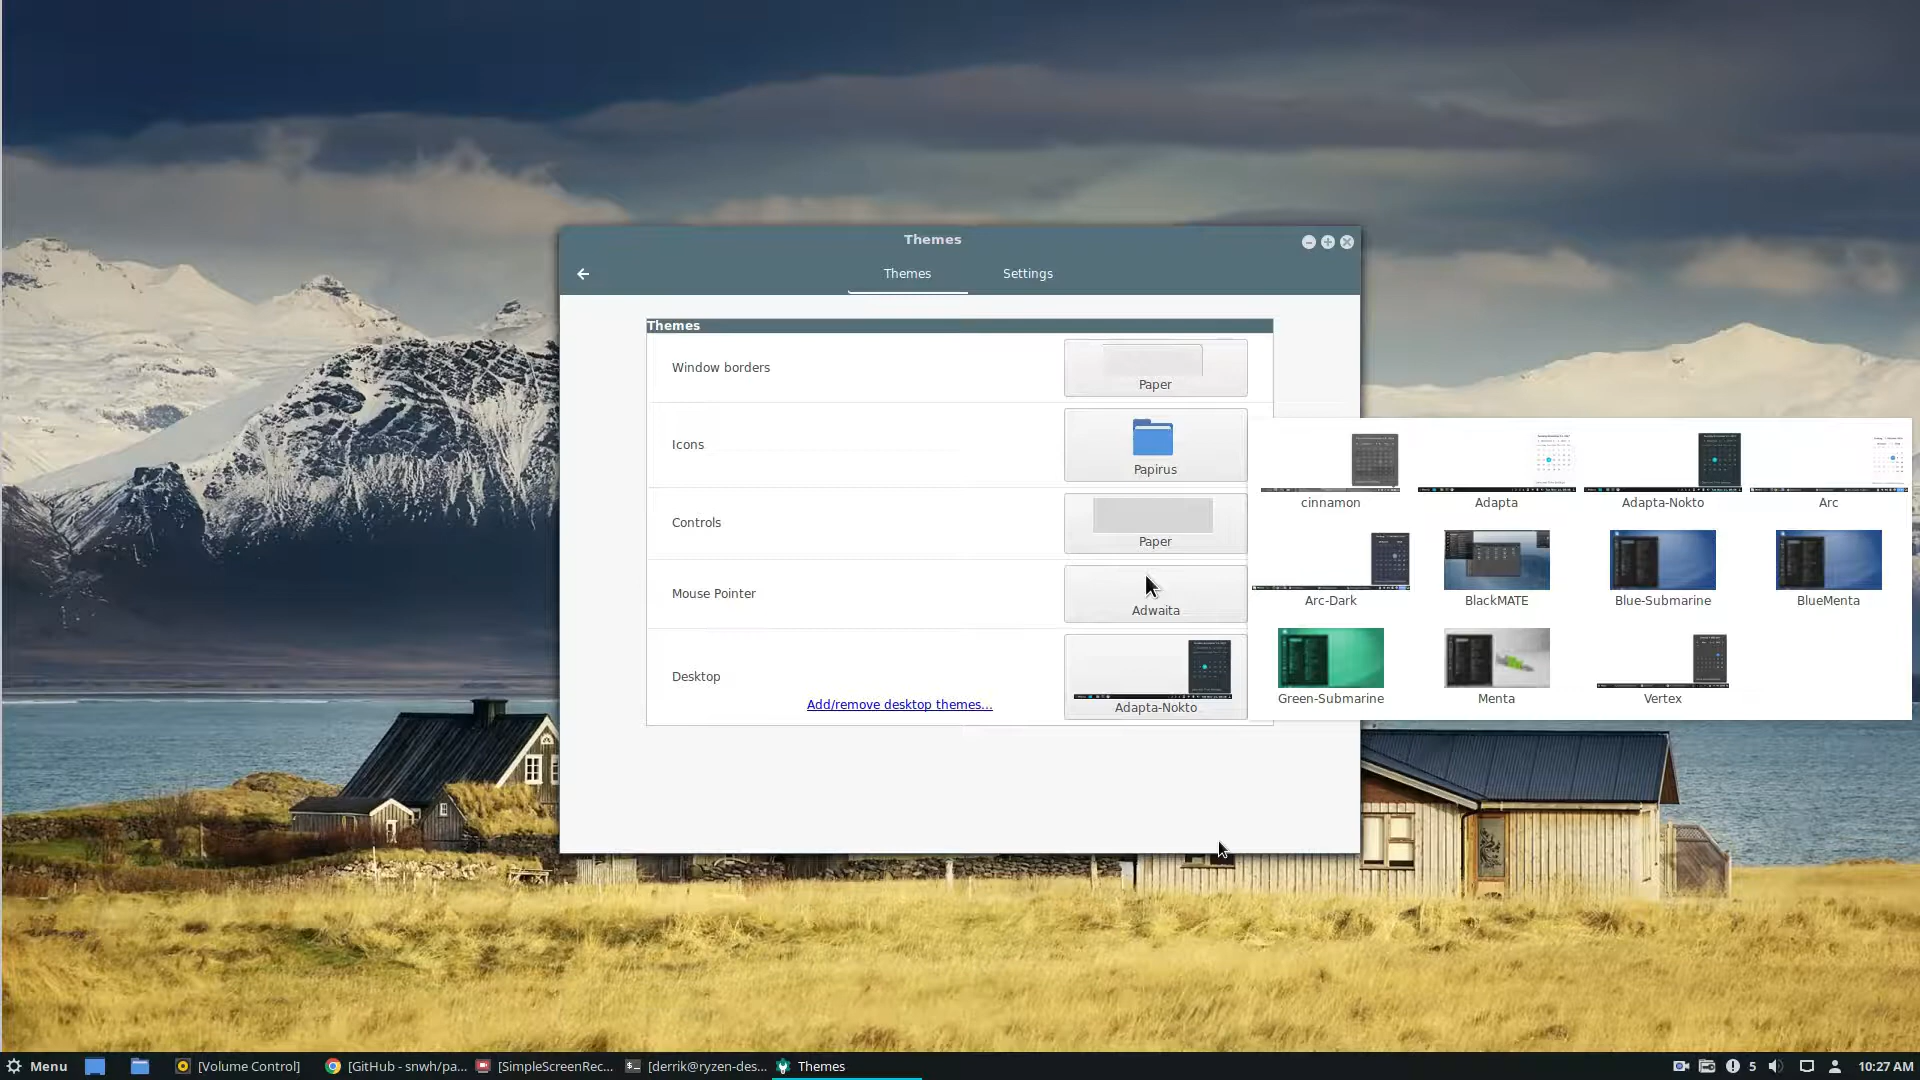 Themes
Themes
Settings
Themes
Window borders
Paper
Icons
Papirus
Controls
Paper
Mouse Pointer
Adwaita
Desktop
Add/remove desktop themes...
Adapta-Nokto
cinnamon
Adapta
Adapta-Nokto
Arc
Arc-Dark
BlackMATE
Blue-Submarine
BlueMenta
Green-Submarine
Menta
Vertex
Menu
[Volume Control]
[GitHub - snwh/pa...
[SimpleScreenRec...
[derrik@ryzen-des...
Themes
5
10:27 AM